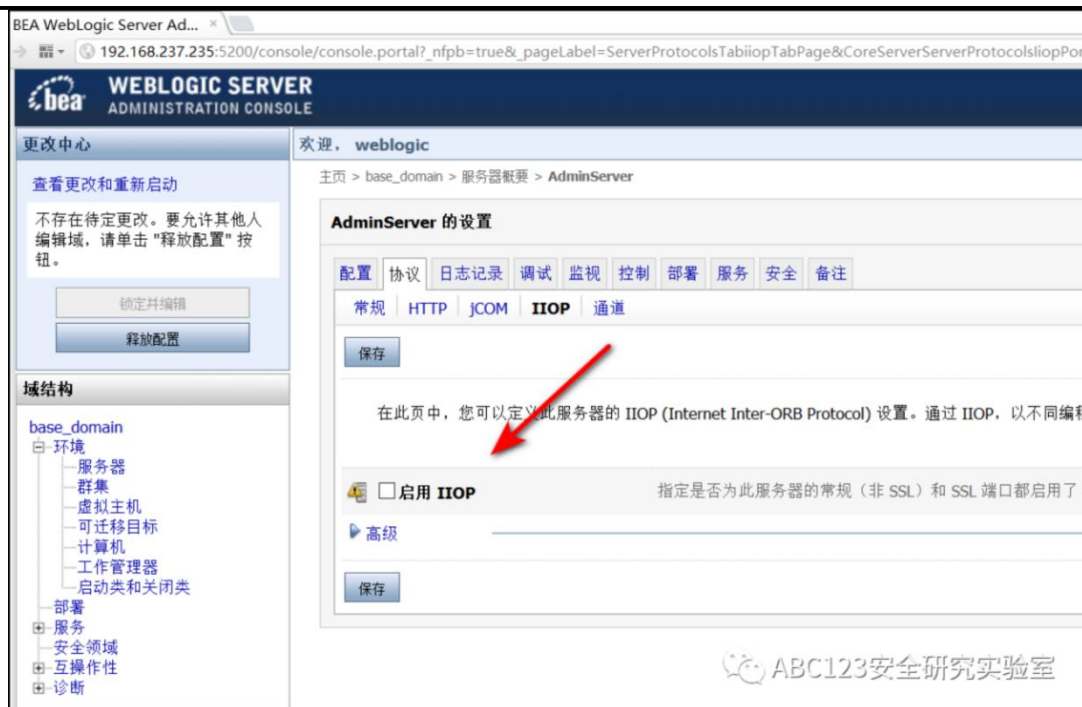 BEA WebLogic Server Ad... ×
192.168.237.235:5200/console/console.portal?_nfpb=true&_pageLabel=ServerProtocolsTabiiopTabPage&CoreServerServerProtocolsIiopPor
bea
WEBLOGIC SERVER
ADMINISTRATION CONSOLE
更改中心
查看更改和重新启动
不存在待定更改。要允许其他人
编辑域，请单击 "释放配置" 按
钮。
锁定并编辑
释放配置
域结构
base_domain
环境
服务器
群集
虚拟主机
可迁移目标
计算机
工作管理器
启动类和关闭类
部署
服务
安全领域
互操作性
诊断
欢迎， weblogic
主页 > base_domain > 服务器概要 > AdminServer
AdminServer 的设置
配置 协议 日志记录 调试 监视 控制 部署 服务 安全 备注
常规 HTTP jCOM IIOP 通道
保存
在此页中，您可以定义此服务器的 IIOP (Internet Inter-ORB Protocol) 设置。通过 IIOP，以不同编程
启用 IIOP 指定是否为此服务器的常规（非 SSL）和 SSL 端口都启用了
高级
保存
ABC123安全研究实验室